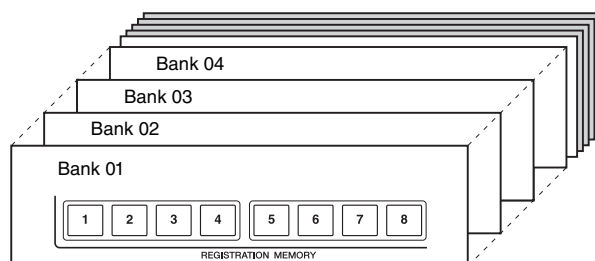 Bank 04
Bank 03
Bank 02
Bank 01
1 2 3 4 5 6 7 8
REGISTRATION MEMORY